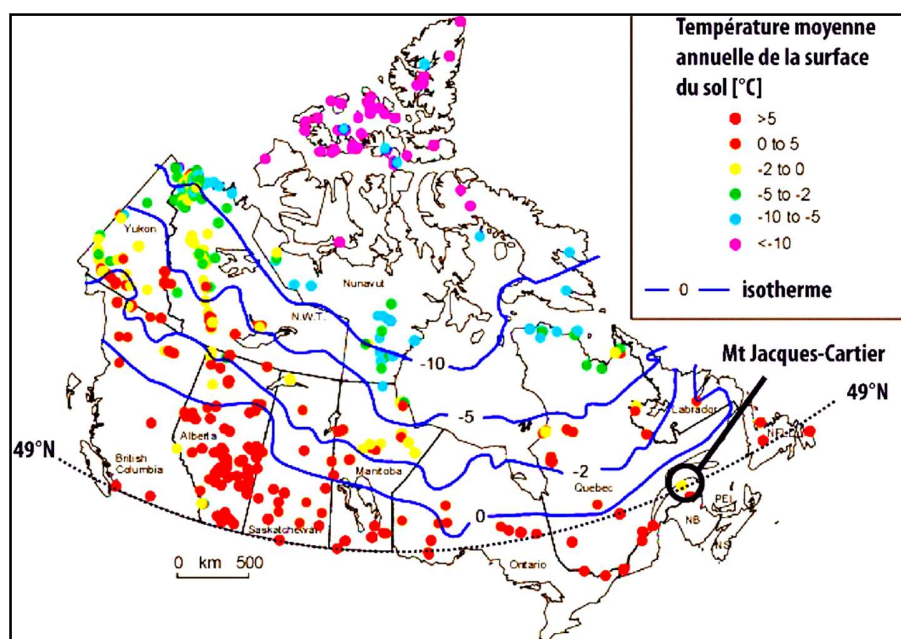 Température moyenne
annuelle de la surface
du sol [°C]
>5
0 to 5
-2 to 0
-5 to -2
-10 to -5
<-10
0
isotherme
Mt Jacques-Cartier
49°N
49°N
Yukon
N.W.T.
Nunavut
-10
-5
-2
0
British
Columbia
Alberta
Saskatchewan
Manitoba
Ontario
Quebec
Labrador
PEI
NB
NS
0 km 500